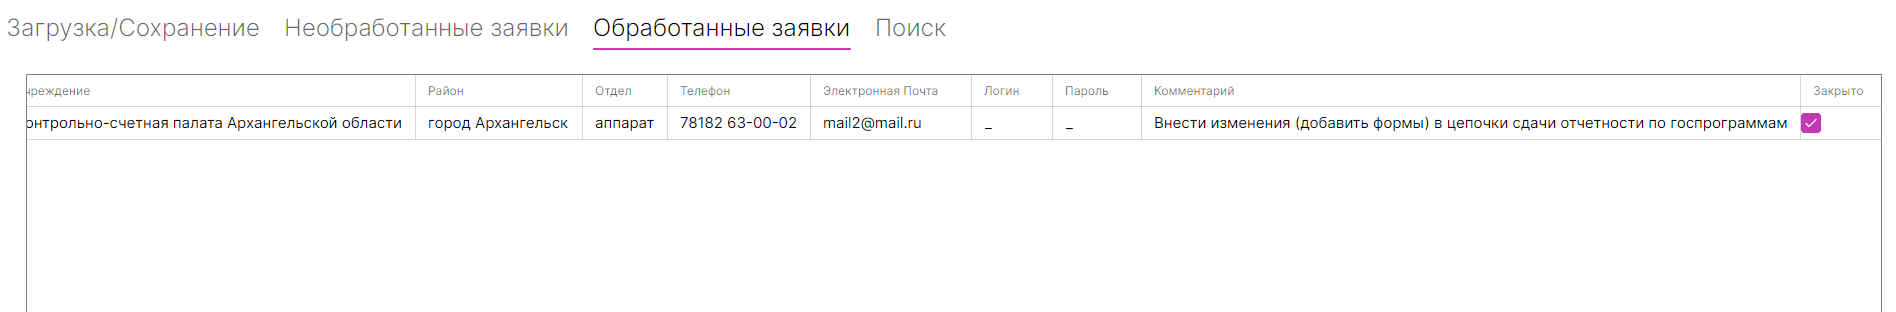 Загрузка/Сохранение Необработанные заявки Обработанные заявки Поиск
чреждение Район Отдел Телефон Электронная Почта Логин Пароль Комментарий Закрыто
онтрольно-счетная палата Архангельской области город Архангельск аппарат 78182 63-00-02 mail2@mail.ru _ _ Внести изменения (добавить формы) в цепочки сдачи отчетности по госпрограммам